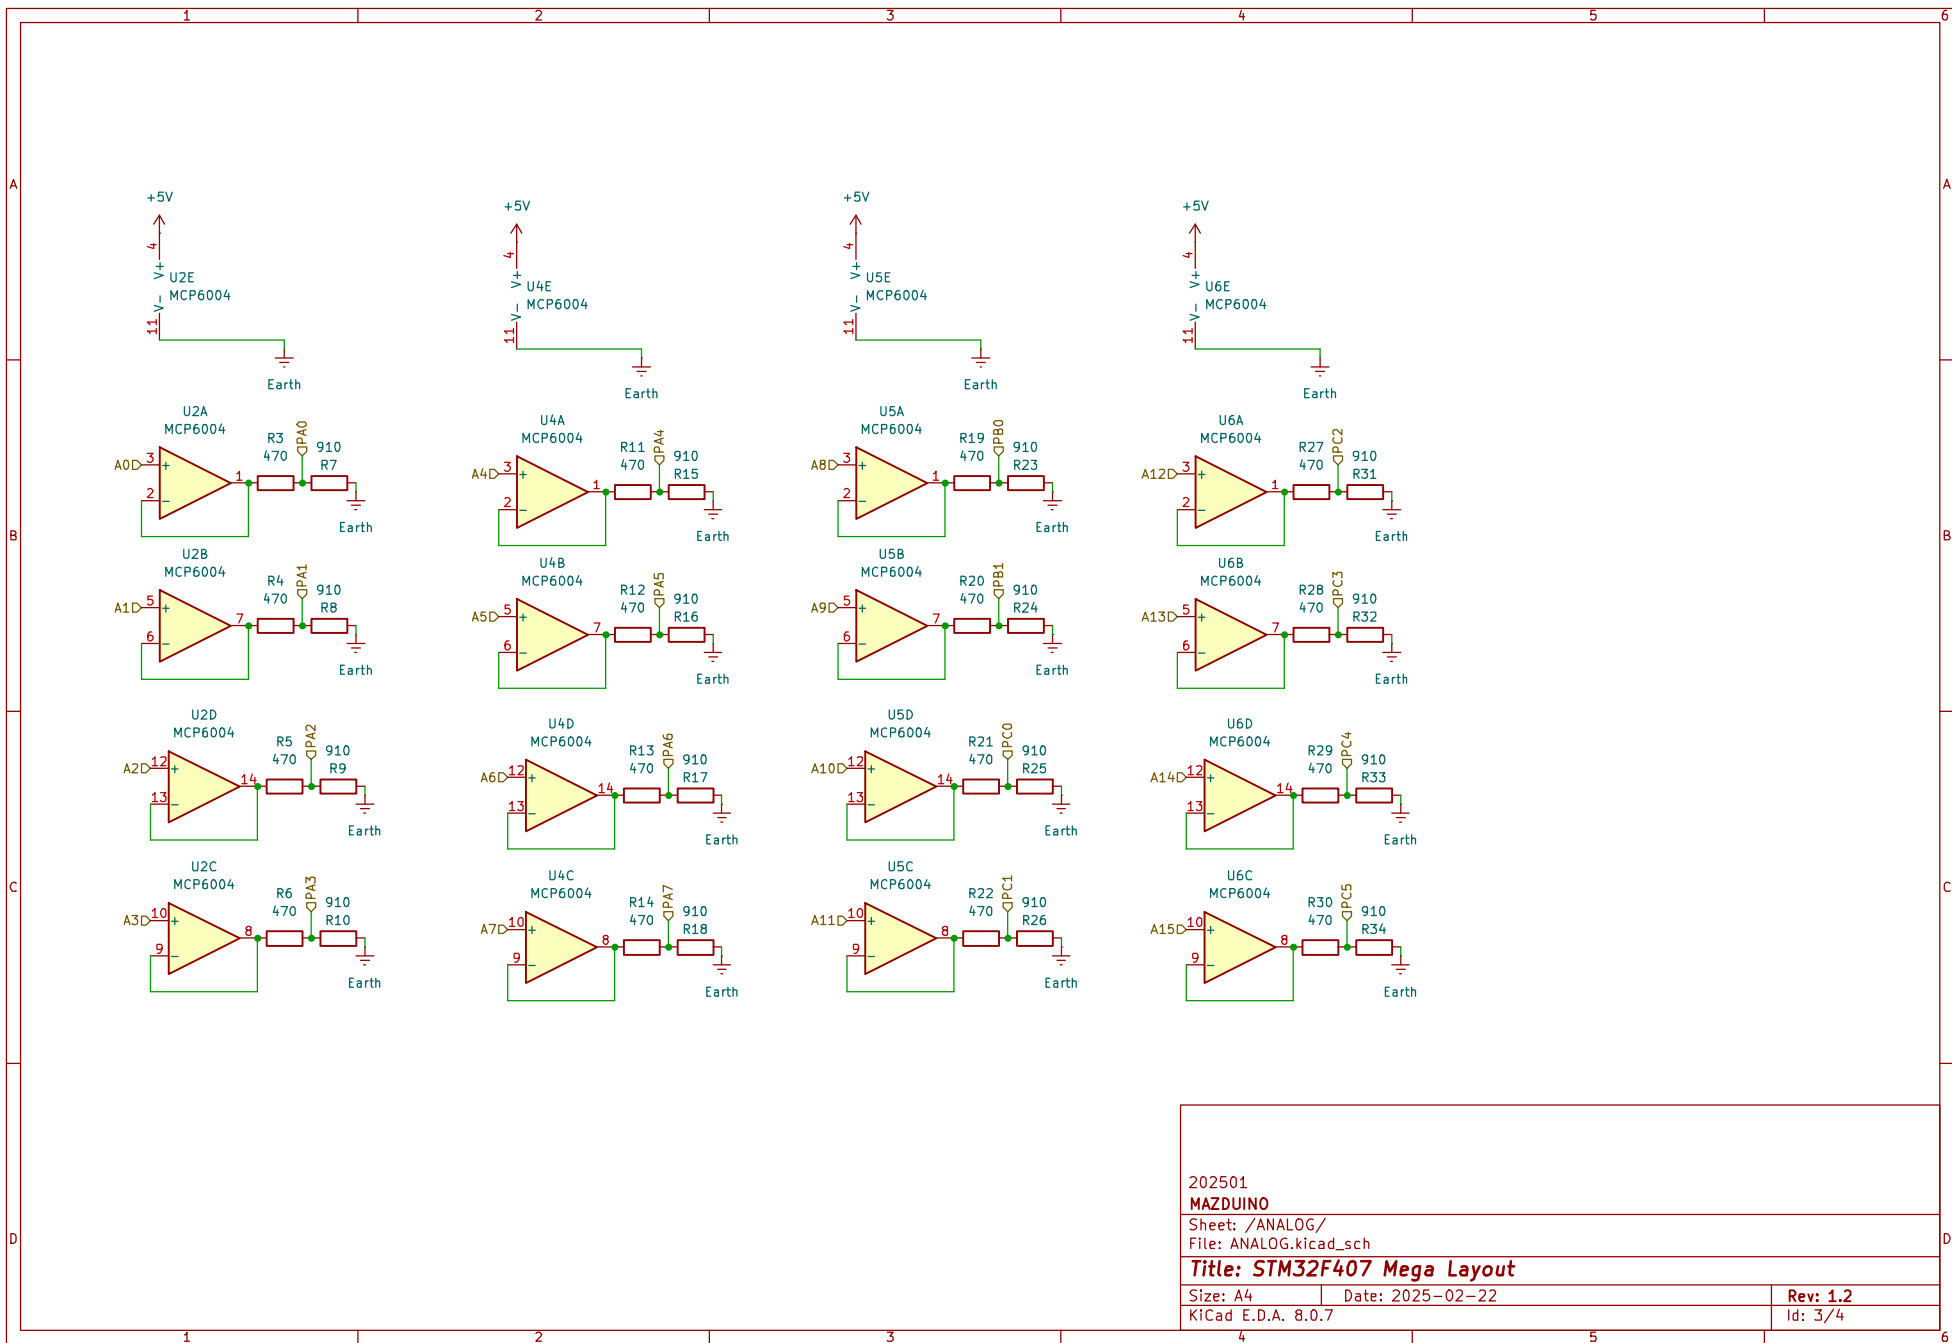 1 2 3 4 5 6
A A
+5V +5V +5V +5V
4 V+ V- 11 U2E MCP6004 Earth
4 V+ V- 11 U4E MCP6004 Earth
4 V+ V- 11 U5E MCP6004 Earth
4 V+ V- 11 U6E MCP6004 Earth
B B
U2A MCP6004 A0 3 + 2 - 1 R3 470 PA0 910 R7 Earth
U4A MCP6004 A4 3 + 2 - 1 R11 470 PA4 910 R15 Earth
U5A MCP6004 A8 3 + 2 - 1 R19 470 PB0 910 R23 Earth
U6A MCP6004 A12 3 + 2 - 1 R27 470 PC2 910 R31 Earth
U2B MCP6004 A1 5 + 6 - 7 R4 470 PA1 910 R8 Earth
U4B MCP6004 A5 5 + 6 - 7 R12 470 PA5 910 R16 Earth
U5B MCP6004 A9 5 + 6 - 7 R20 470 PB1 910 R24 Earth
U6B MCP6004 A13 5 + 6 - 7 R28 470 PC3 910 R32 Earth
C C
U2D MCP6004 A2 12 + 13 - 14 R5 470 PA2 910 R9 Earth
U4D MCP6004 A6 12 + 13 - 14 R13 470 PA6 910 R17 Earth
U5D MCP6004 A10 12 + 13 - 14 R21 470 PC0 910 R25 Earth
U6D MCP6004 A14 12 + 13 - 14 R29 470 PC4 910 R33 Earth
U2C MCP6004 A3 10 + 9 - 8 R6 470 PA3 910 R10 Earth
U4C MCP6004 A7 10 + 9 - 8 R14 470 PA7 910 R18 Earth
U5C MCP6004 A11 10 + 9 - 8 R22 470 PC1 910 R26 Earth
U6C MCP6004 A15 10 + 9 - 8 R30 470 PC5 910 R34 Earth
D D
202501
MAZDUINO
Sheet: /ANALOG/
File: ANALOG.kicad_sch
Title: STM32F407 Mega Layout
Size: A4 Date: 2025-02-22 Rev: 1.2
KiCad E.D.A. 8.0.7 Id: 3/4
1 2 3 4 5 6